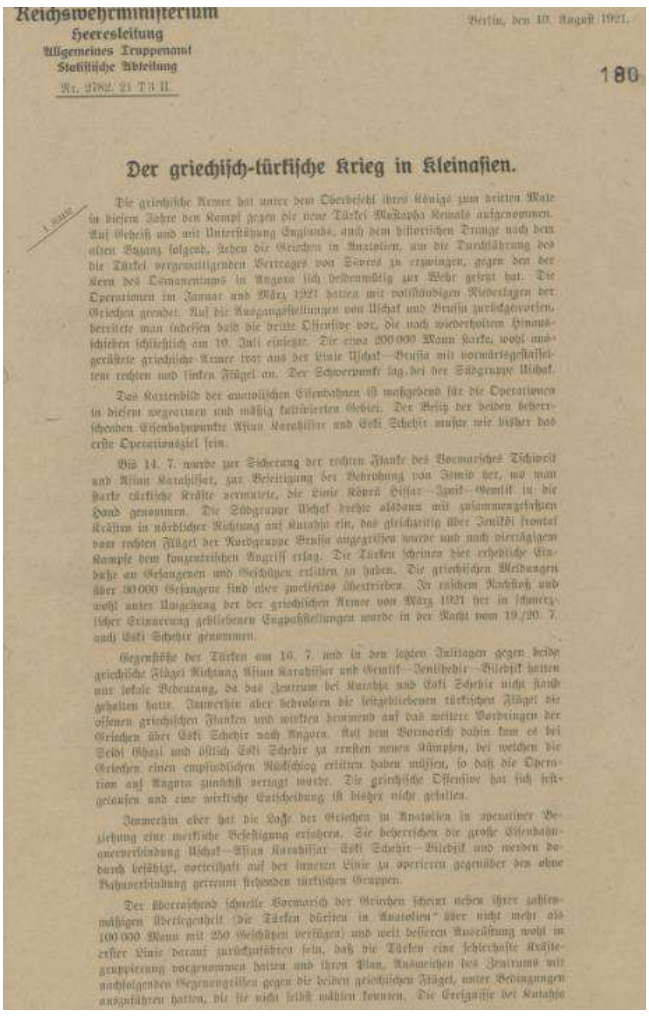 Reichswehrministerium
Heeresleitung
Allgemeines Truppenamt
Statistische Abteilung
Nr. 2782. 21 T 3 II.
Berlin, den 10. August 1921.
180
Der griechisch-türkische Krieg in Kleinasien.
Die griechische Armee hat unter dem Oberbefehl ihres Königs zum dritten Male
in diesem Jahre den Kampf gegen die neue Türkei Mustapha Kemals aufgenommen.
Auf Geheiß und mit Unterstützung Englands, auch dem historischen Drange nach dem
alten Byzanz folgend, stehen die Griechen in Anatolien, um die Durchführung des
die Türkei vergewaltigenden Vertrages von Sèvres zu erzwingen, gegen den der
Kern des Osmanentums in Angora sich heldenmütig zur Wehr gesetzt hat. Die
Operationen im Januar und März 1921 hatten mit vollständigen Niederlagen der
Griechen geendet. Auf die Ausgangsstellungen von Uschak und Brussa zurückgeworfen,
bereitete man indessen bald die dritte Offensive vor, die nach wiederholtem Hinaus-
schieben schließlich am 10. Juli einsetzte. Die etwa 200 000 Mann starke, wohl aus-
gerüstete griechische Armee trat aus der Linie Uschak—Brussa mit vorwärtsgestaffel-
tem rechten und linken Flügel an. Der Schwerpunkt lag bei der Südgruppe Uschak.
Das Kartenbild der anatolischen Eisenbahnen ist maßgebend für die Operationen
in diesem wegearmen und mäßig kultivierten Gebiet. Der Besitz der beiden beherr-
schenden Eisenbahnpunkte Afiun Karahissar und Eski Schehir mußte wie bisher das
erste Operationsziel sein.
Bis 14. 7. wurde zur Sicherung der rechten Flanke des Vormarsches Tschivril
und Afiun Karahissar, zur Beseitigung der Bedrohung von Ismid her, wo man
starke türkische Kräfte vermutete, die Linie Köprü Hissar—Isnik—Gemlik in die
Hand genommen. Die Südgruppe Uschak drehte alsdann mit zusammengefaßten
Kräften in nördlicher Richtung auf Kutahja ein, das gleichzeitig über Jeniköi frontal
vom rechten Flügel der Nordgruppe Brussa angegriffen wurde und nach viertägigem
Kampfe dem konzentrischen Angriff erlag. Die Türken scheinen hier erhebliche Ein-
buße an Gefangenen und Geschützen erlitten zu haben. Die griechischen Meldungen
über 30 000 Gefangene sind aber zweifellos übertrieben. In raschem Nachstoß und
wohl unter Umgehung der der griechischen Armee von März 1921 her in schmerz-
licher Erinnerung gebliebenen Engpaßstellungen wurde in der Nacht vom 19./20. 7.
auch Eski Schehir genommen.
Gegenstöße der Türken am 16. 7. und in den letzten Julitagen gegen beide
griechische Flügel Richtung Afiun Karahissar und Gemlik—Jenischehir—Biledjik hatten
nur lokale Bedeutung, da das Zentrum bei Kutahja und Eski Schehir nicht stand
gehalten hatte. Immerhin aber bedrohen die festgebliebenen türkischen Flügel die
offenen griechischen Flanken und wirkten hemmend auf das weitere Vordringen der
Griechen über Eski Schehir nach Angora. Auf dem Vormarsch dahin kam es bei
Seidi Ghazi und östlich Eski Schehir zu ernsten neuen Kämpfen, bei welchen die
Griechen einen empfindlichen Rückschlag erlitten haben müssen, so daß die Opera-
tion auf Angora zunächst vertagt wurde. Die griechische Offensive hat sich fest-
gelaufen und eine wirkliche Entscheidung ist bisher nicht gefallen.
Immerhin aber hat die Lage der Griechen in Anatolien in operativer Be-
ziehung eine merkliche Befestigung erfahren. Sie beherrschen die große Eisenbahn-
querverbindung Uschak—Afiun Karahissar—Eski Schehir—Biledjik und werden da-
durch befähigt, vorteilhaft auf der inneren Linie zu operieren gegenüber den ohne
Bahnverbindung getrennt stehenden türkischen Gruppen.
Der überraschend schnelle Vormarsch der Griechen scheint neben ihrer zahlen-
mäßigen Überlegenheit (die Türken dürften in Anatolien über nicht mehr als
100 000 Mann mit 250 Geschützen verfügen) und weit besseren Ausrüstung wohl in
erster Linie darauf zurückzuführen sein, daß die Türken eine fehlerhafte Kräfte-
gruppierung vorgenommen hatten und ihren Plan, Ausweichen des Zentrums mit
nachfolgenden Gegenangriffen gegen die beiden griechischen Flügel, unter Bedingungen
auszuführen hatten, die sie nicht selbst wählen konnten. Die Ereignisse bei Kutahja